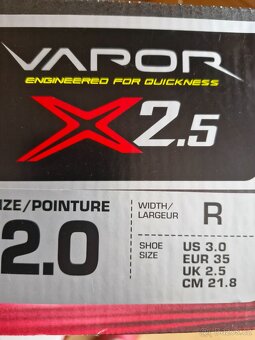 VAPOR
ENGINEERED FOR QUICKNESS
X2.5
IZE/POINTURE
2.0
WIDTH/
LARGEUR
R
SHOE
SIZE
US 3.0
EUR 35
UK 2.5
CM 21.8